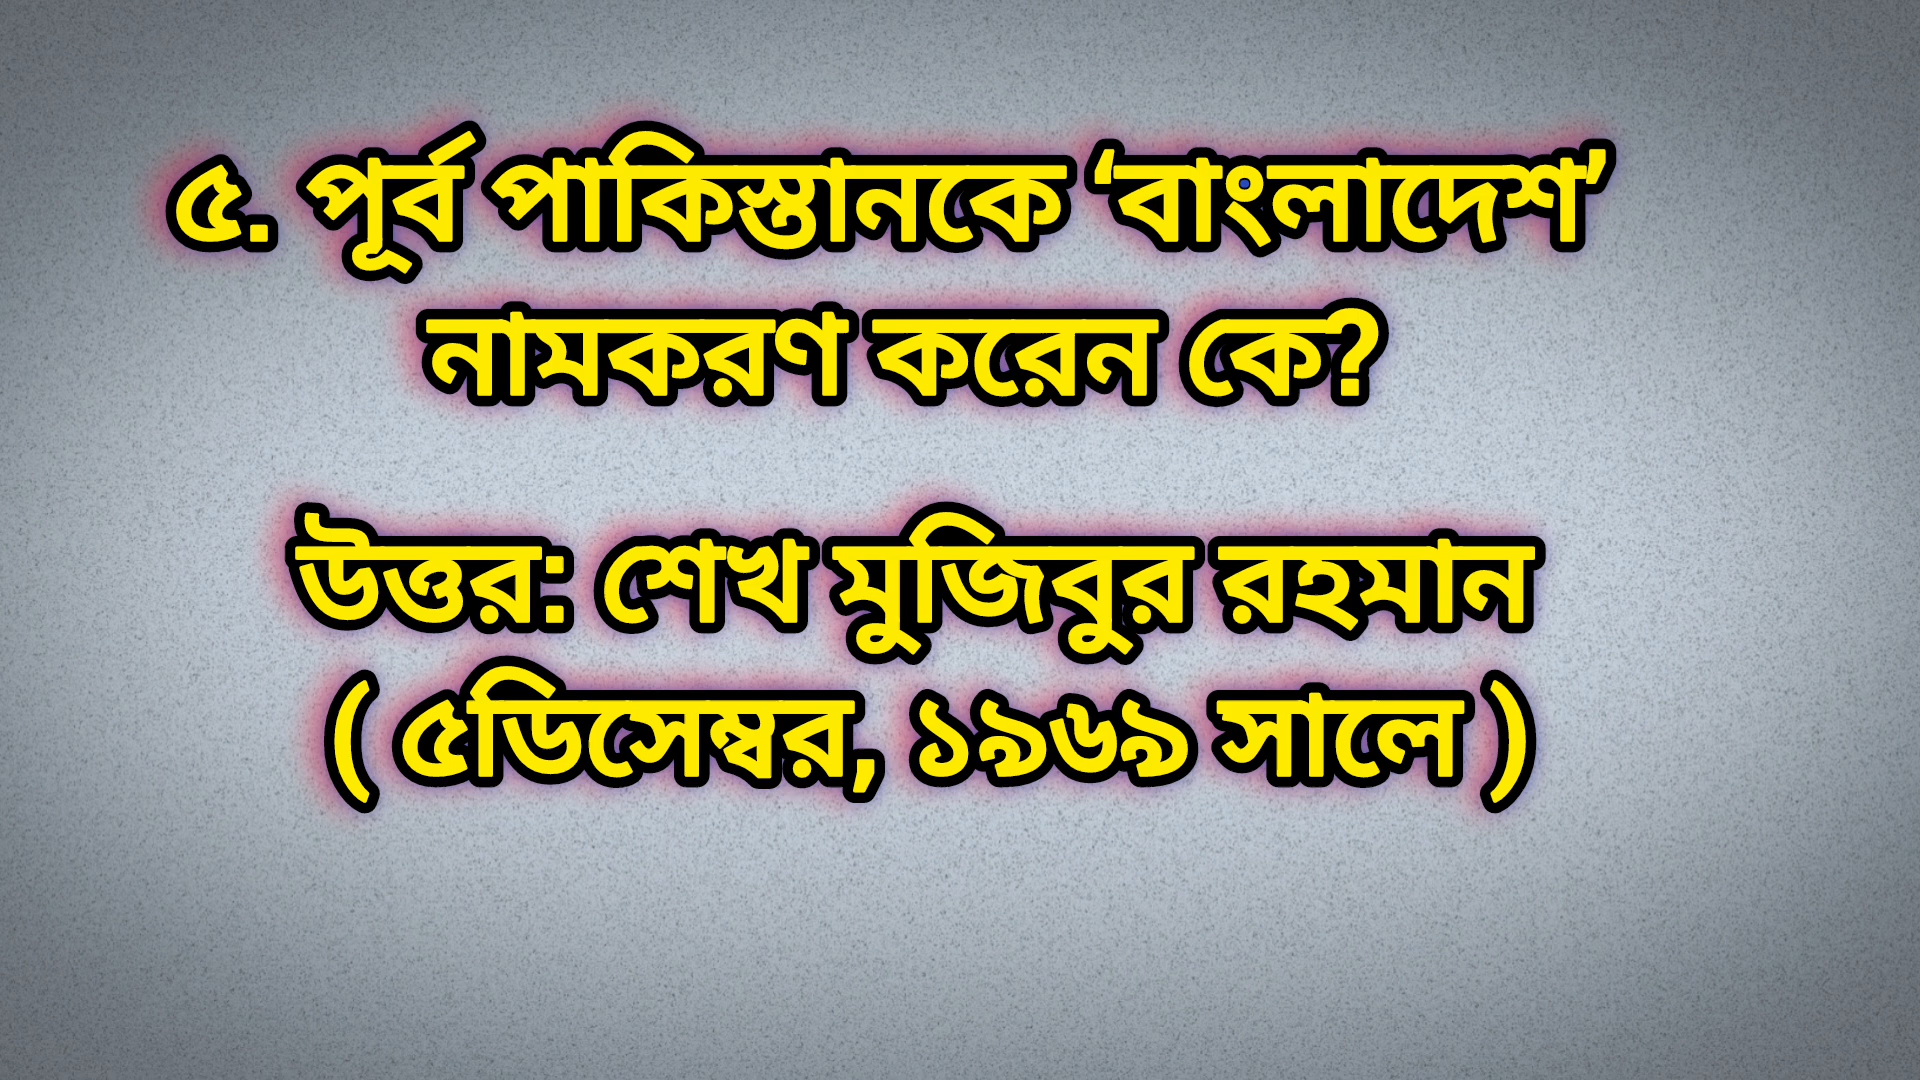 ৫. পূর্ব পাকিস্তানকে ‘বাংলাদেশ’
নামকরণ করেন কে?
উত্তর: শেখ মুজিবুর রহমান
( ৫ডিসেম্বর, ১৯৬৯ সালে )